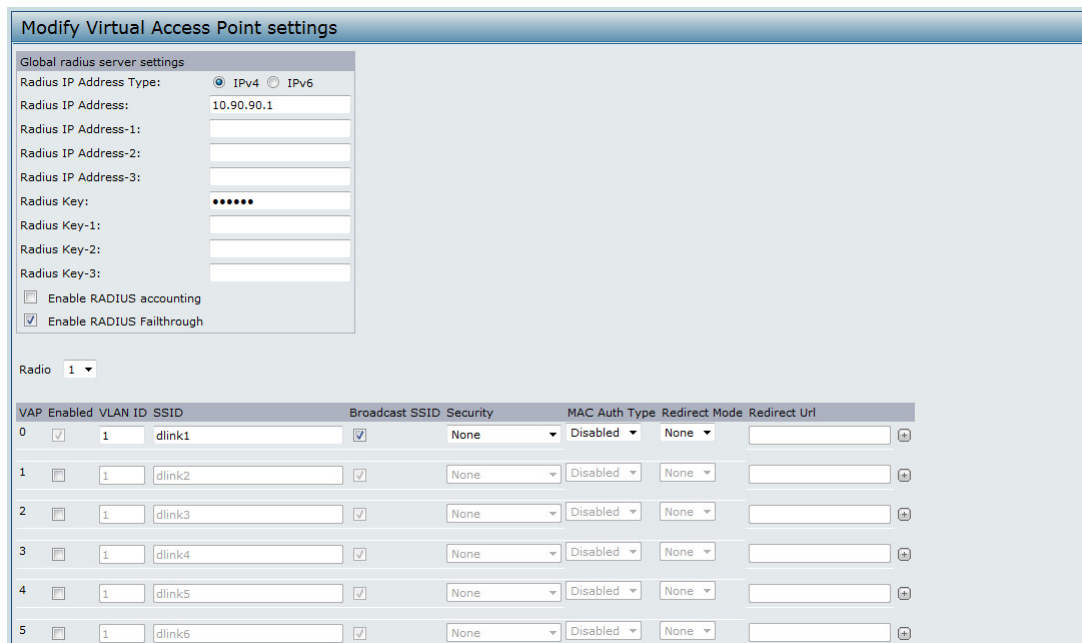 Modify Virtual Access Point settings
Global radius server settings
Radius IP Address Type: IPv4 IPv6
Radius IP Address: 10.90.90.1
Radius IP Address-1:
Radius IP Address-2:
Radius IP Address-3:
Radius Key: ••••••
Radius Key-1:
Radius Key-2:
Radius Key-3:
Enable RADIUS accounting
Enable RADIUS Failthrough
Radio 1
VAP Enabled VLAN ID SSID Broadcast SSID Security MAC Auth Type Redirect Mode Redirect Url
0 1 dlink1 None Disabled None
1 1 dlink2 None Disabled None
2 1 dlink3 None Disabled None
3 1 dlink4 None Disabled None
4 1 dlink5 None Disabled None
5 1 dlink6 None Disabled None